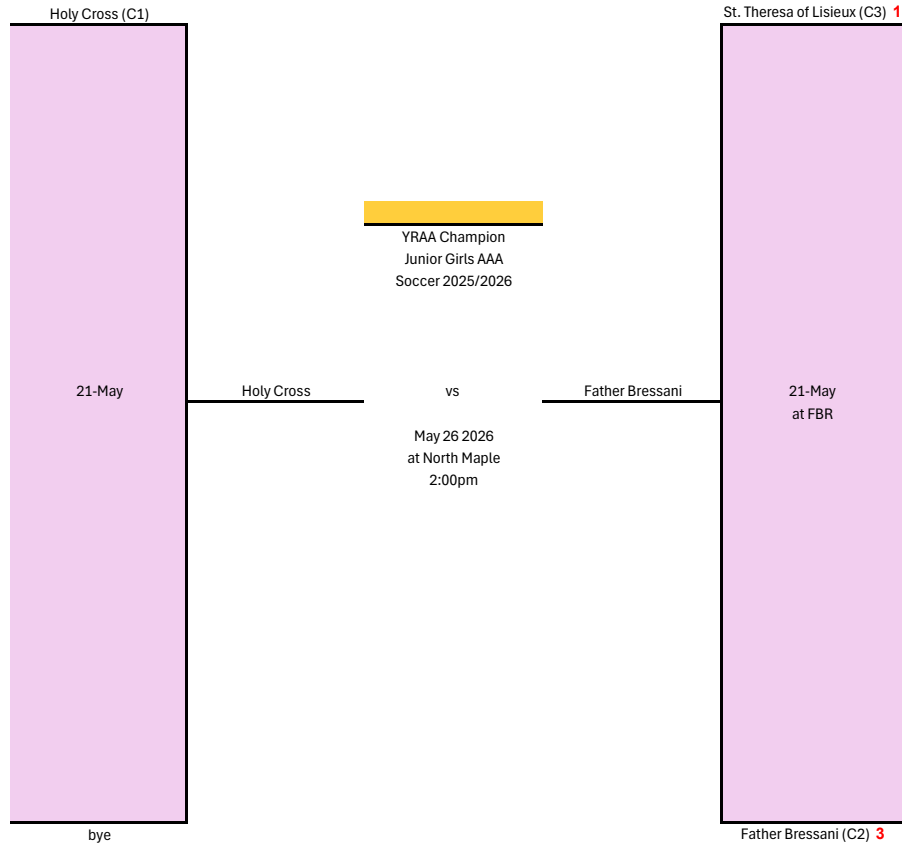 Holy Cross (C1)
St. Theresa of Lisieux (C3) 1
YRAA Champion
Junior Girls AAA
Soccer 2025/2026
21-May
Holy Cross
vs
Father Bressani
21-May
at FBR
May 26 2026
at North Maple
2:00pm
bye
Father Bressani (C2) 3